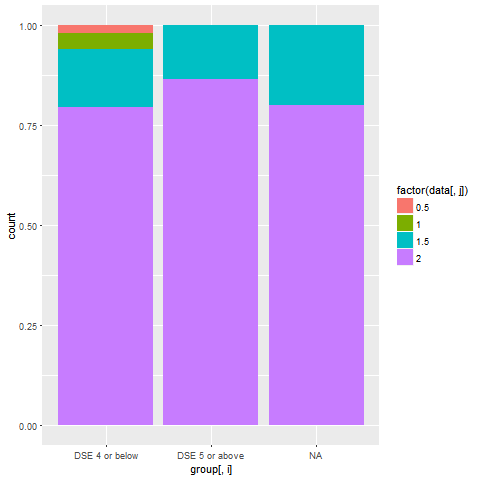 1.00
0.75
0.50
0.25
0.00
count
DSE 4 or below
DSE 5 or above
NA
group[, i]
factor(data[, j])
0.5
1
1.5
2